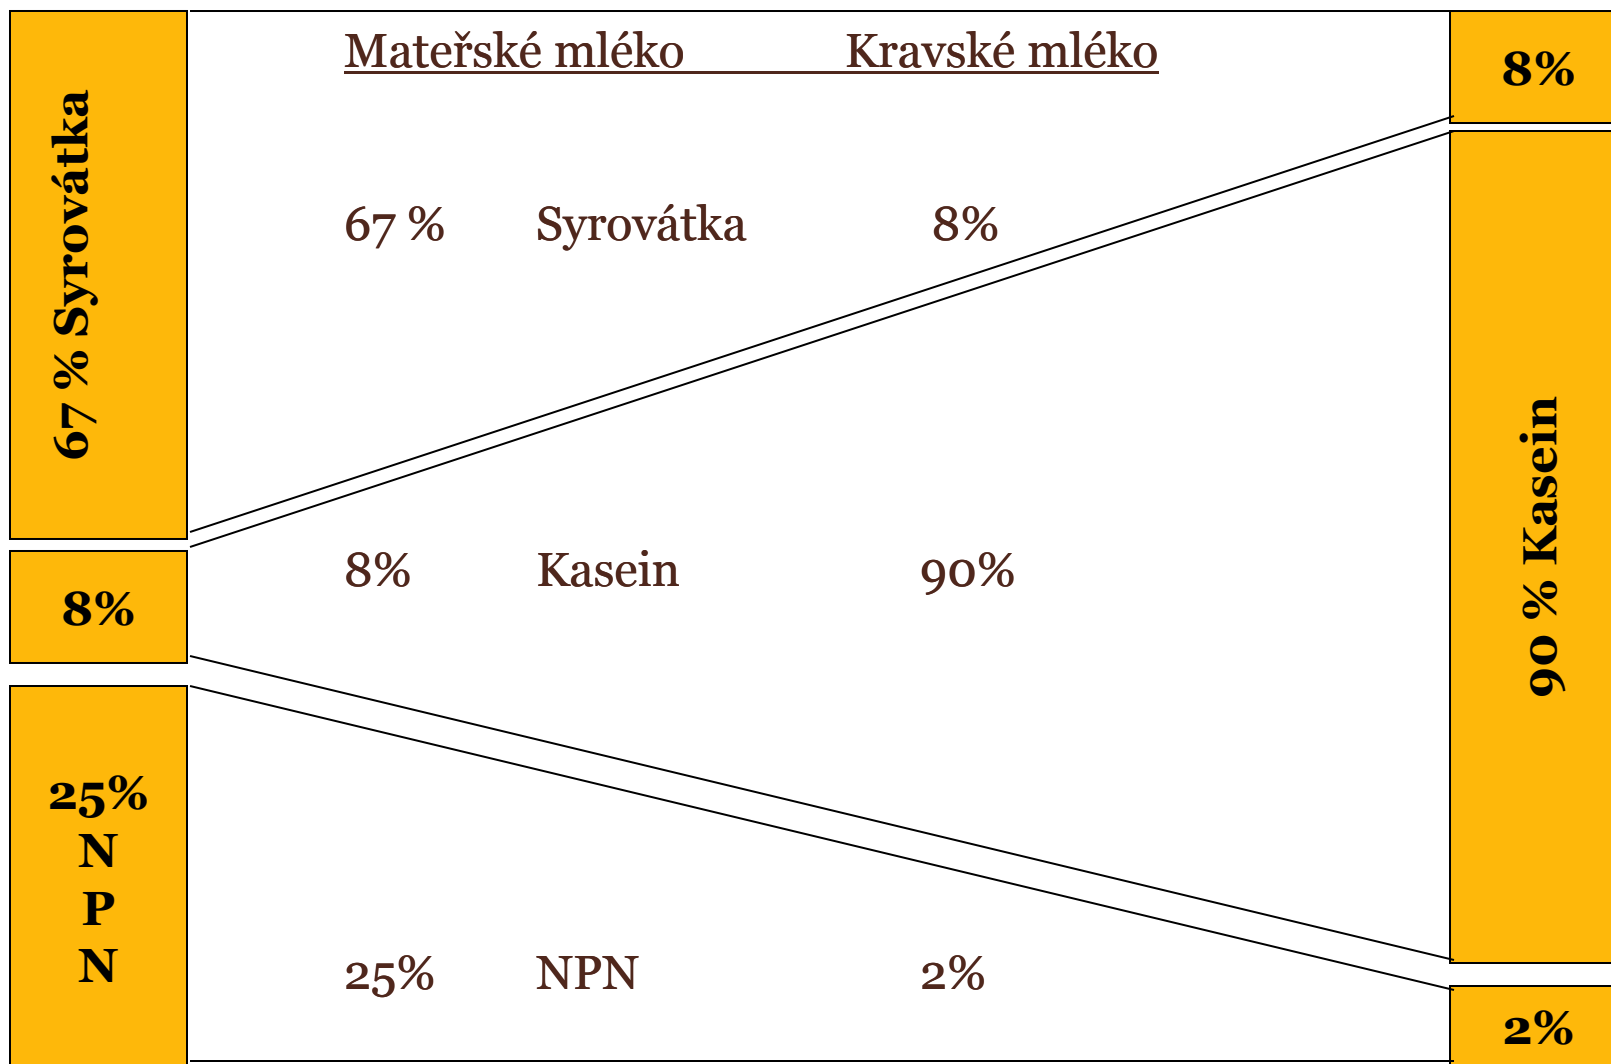 Mateřské mléko Kravské mléko
67 % Syrovátka 8%
8% Kasein 90%
25% NPN 2%
67 % Syrovátka
8%
25%
N
P
N
8%
90 % Kasein
2%